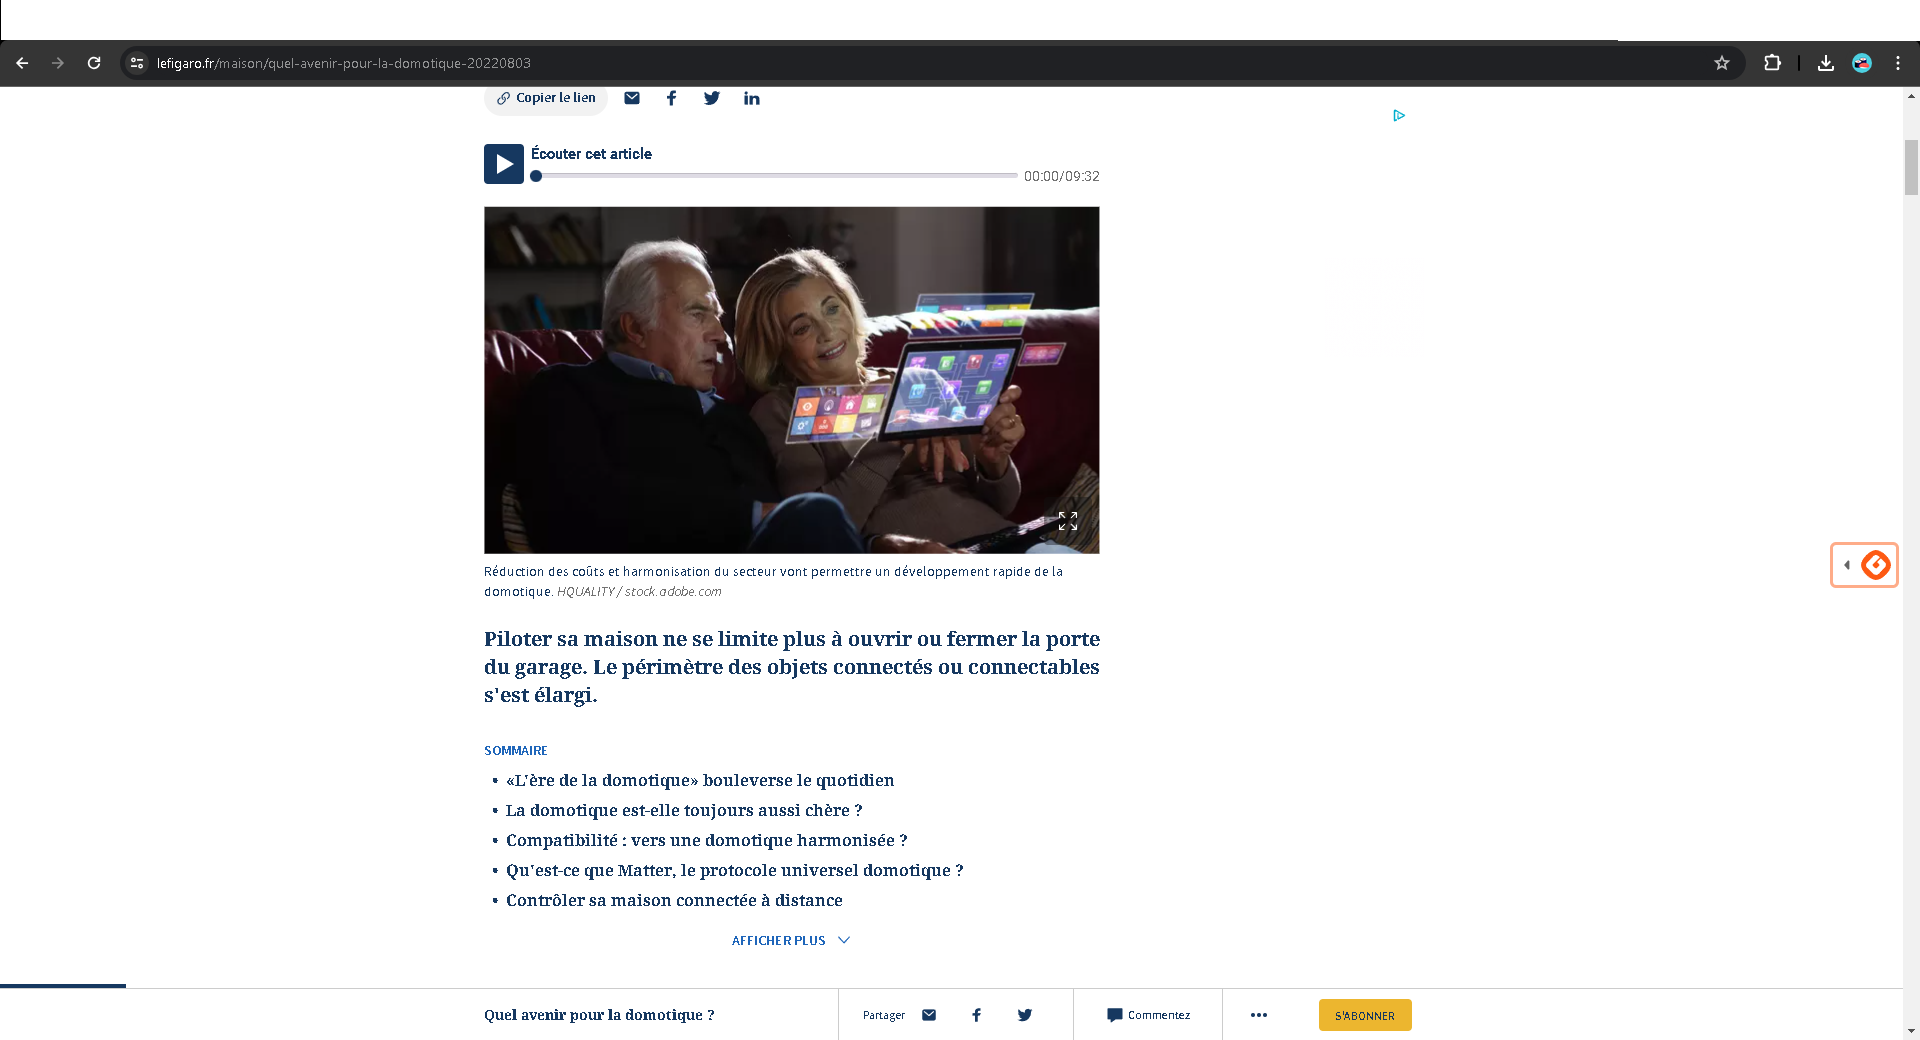 lefigaro.fr/maison/quel-avenir-pour-la-domotique-20220803
Copier le lien
Écouter cet article
00:00/09:32
Réduction des coûts et harmonisation du secteur vont permettre un développement rapide de la
domotique. HQUALITY / stock.adobe.com
Piloter sa maison ne se limite plus à ouvrir ou fermer la porte
du garage. Le périmètre des objets connectés ou connectables
s'est élargi.
SOMMAIRE
• «L'ère de la domotique» bouleverse le quotidien
• La domotique est-elle toujours aussi chère ?
• Compatibilité : vers une domotique harmonisée ?
• Qu'est-ce que Matter, le protocole universel domotique ?
• Contrôler sa maison connectée à distance
AFFICHER PLUS
Quel avenir pour la domotique ?
Partager
Commentez
S'ABONNER